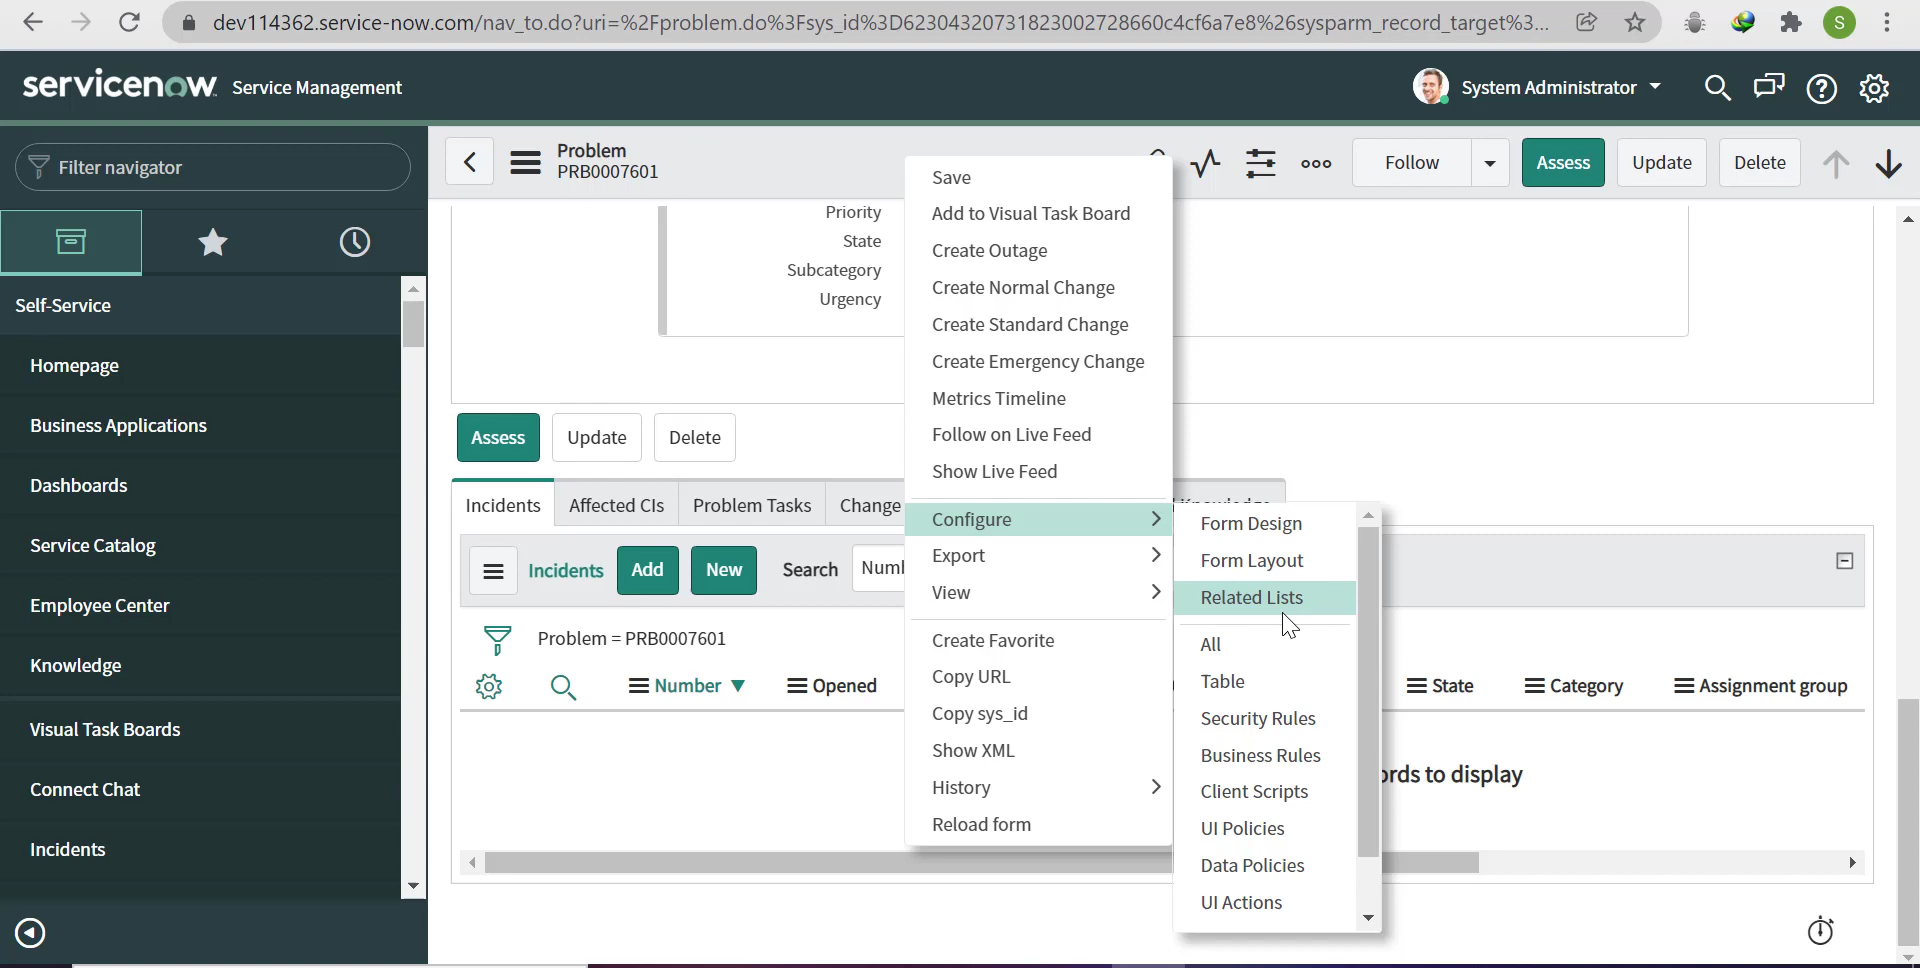 dev114362.service-now.com/nav_to.do?uri=%2Fproblem.do%3Fsys_id%3D62304320731823002728660c4cf6a7e8%26sysparm_record_target%3...
S
servicenow Service Management
System Administrator
Filter navigator
Problem
PRB0007601
Follow
Assess
Update
Delete
Self-Service
Homepage
Business Applications
Dashboards
Service Catalog
Employee Center
Knowledge
Visual Task Boards
Connect Chat
Incidents
Priority
State
Subcategory
Urgency
Assess
Update
Delete
Incidents
Affected CIs
Problem Tasks
Change
Incidents
Add
New
Search
Numb
Problem = PRB0007601
Number
Opened
State
Category
Assignment group
ords to display
Save
Add to Visual Task Board
Create Outage
Create Normal Change
Create Standard Change
Create Emergency Change
Metrics Timeline
Follow on Live Feed
Show Live Feed
Configure
Export
View
Create Favorite
Copy URL
Copy sys_id
Show XML
History
Reload form
Form Design
Form Layout
Related Lists
All
Table
Security Rules
Business Rules
Client Scripts
UI Policies
Data Policies
UI Actions